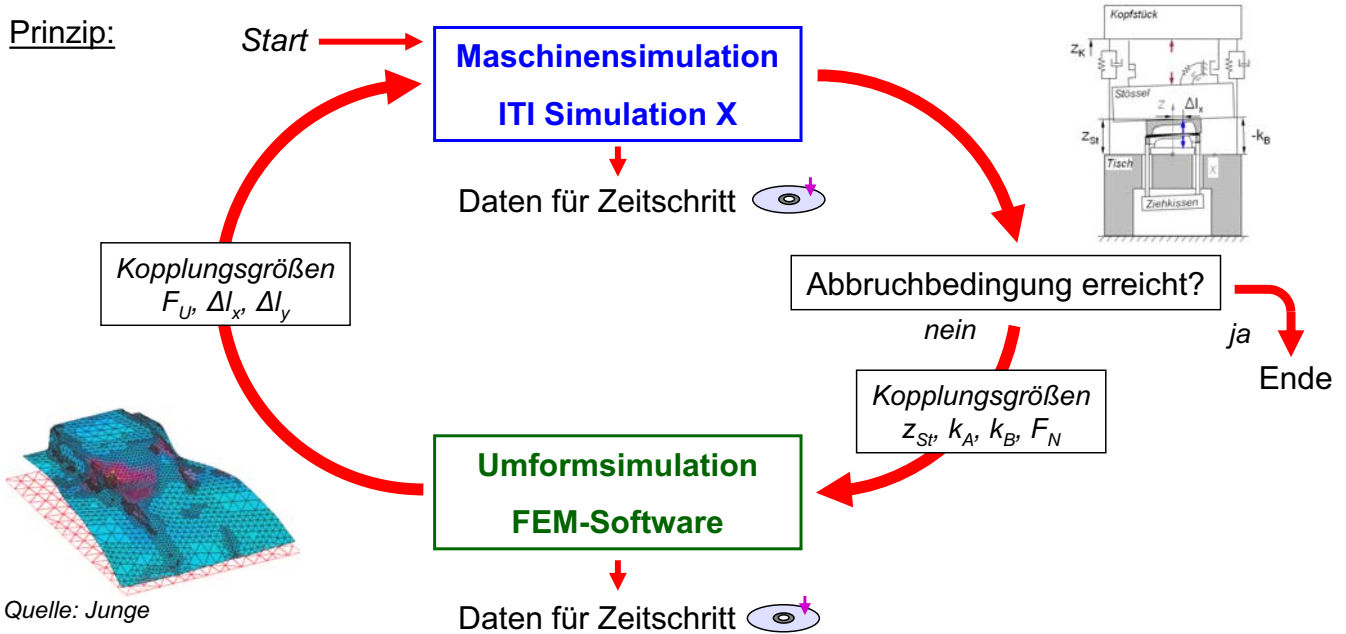 Prinzip:
Start
Maschinensimulation
ITI Simulation X
Daten für Zeitschritt
Kopfstück
z_K
Stössel
z
Δl_x
z_St
-k_B
Tisch
X
Ziehkissen
Kopplungsgrößen
F_U, Δl_x, Δl_y
Abbruchbedingung erreicht?
nein
ja
Ende
Kopplungsgrößen
z_St, k_A, k_B, F_N
Umformsimulation
FEM-Software
Daten für Zeitschritt
Quelle: Junge